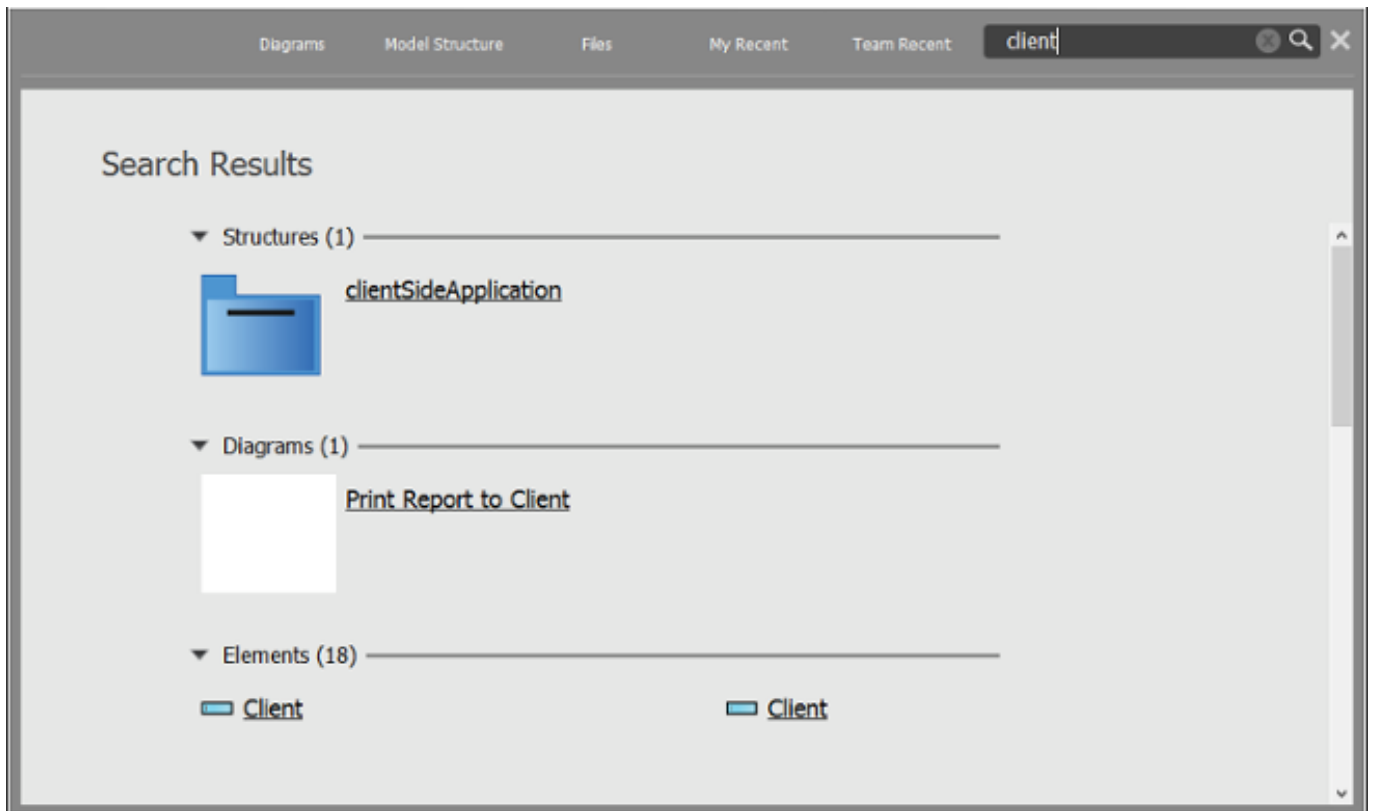 Diagrams Model Structure Files My Recent Team Recent client
Search Results
Structures (1)
clientSideApplication
Diagrams (1)
Print Report to Client
Elements (18)
Client Client